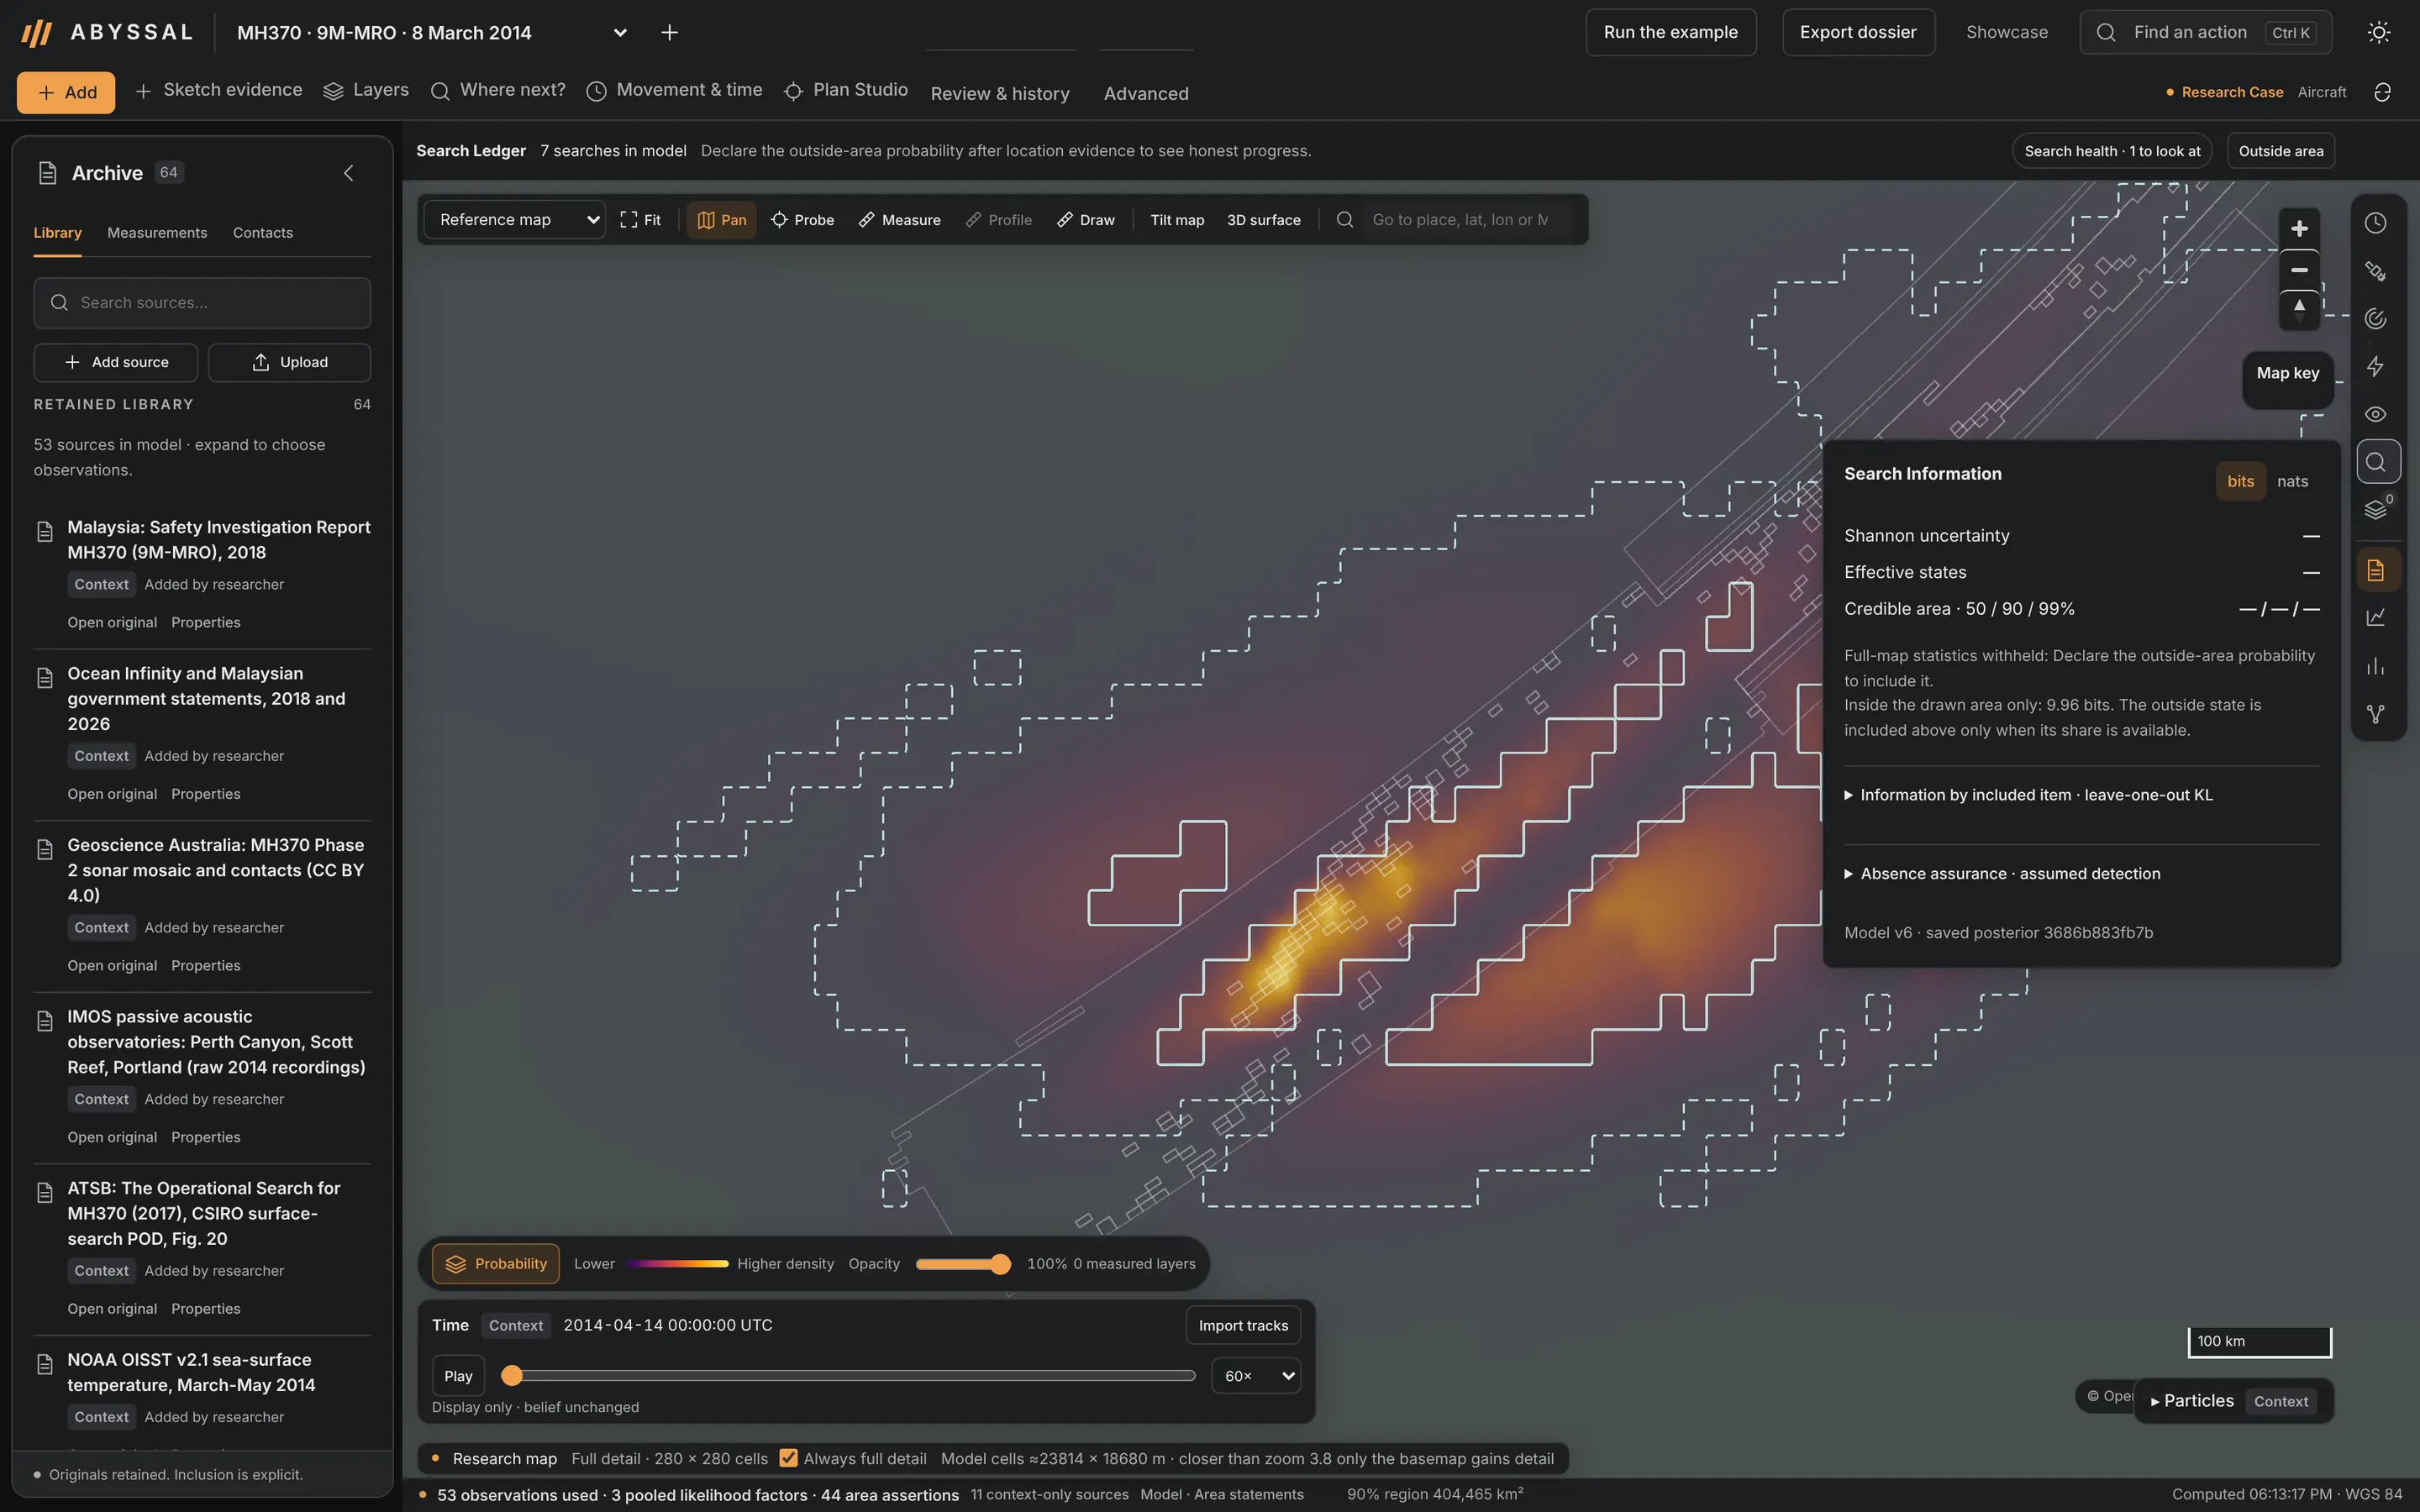 ABYSSAL
MH370 · 9M-MRO · 8 March 2014
Run the example
Export dossier
Showcase
Find an action
Ctrl K
Add
Sketch evidence
Layers
Where next?
Movement & time
Plan Studio
Review & history
Advanced
Research Case
Aircraft
Archive
64
Library
Measurements
Contacts
Search sources...
Add source
Upload
RETAINED LIBRARY
64
53 sources in model · expand to choose
observations.
Malaysia: Safety Investigation Report
MH370 (9M-MRO), 2018
Context Added by researcher
Open original Properties
Ocean Infinity and Malaysian
government statements, 2018 and
2026
Context Added by researcher
Open original Properties
Geoscience Australia: MH370 Phase
2 sonar mosaic and contacts (CC BY
4.0)
Context Added by researcher
Open original Properties
IMOS passive acoustic
observatories: Perth Canyon, Scott
Reef, Portland (raw 2014 recordings)
Context Added by researcher
Open original Properties
ATSB: The Operational Search for
MH370 (2017), CSIRO surface-
search POD, Fig. 20
Context Added by researcher
Open original Properties
NOAA OISST v2.1 sea-surface
temperature, March-May 2014
Context Added by researcher
Originals retained. Inclusion is explicit.
Search Ledger 7 searches in model Declare the outside-area probability after location evidence to see honest progress.
Search health · 1 to look at
Outside area
Reference map
Fit
Pan
Probe
Measure
Profile
Draw
Tilt map
3D surface
Go to place, lat, lon or M
Map key
0
Search Information
bits
nats
Shannon uncertainty —
Effective states —
Credible area · 50 / 90 / 99% — / — / —
Full-map statistics withheld: Declare the outside-area probability
to include it.
Inside the drawn area only: 9.96 bits. The outside state is
included above only when its share is available.
▶ Information by included item · leave-one-out KL
▶ Absence assurance · assumed detection
Model v6 · saved posterior 3686b883fb7b
Probability
Lower
Higher density
Opacity
100% 0 measured layers
Time Context 2014-04-14 00:00:00 UTC
Import tracks
Play
60×
Display only · belief unchanged
100 km
© Oper
▸ Particles Context
Research map Full detail · 280 × 280 cells Always full detail Model cells ≈23814 × 18680 m · closer than zoom 3.8 only the basemap gains detail
53 observations used · 3 pooled likelihood factors · 44 area assertions 11 context-only sources Model · Area statements 90% region 404,465 km²
Computed 06:13:17 PM · WGS 84